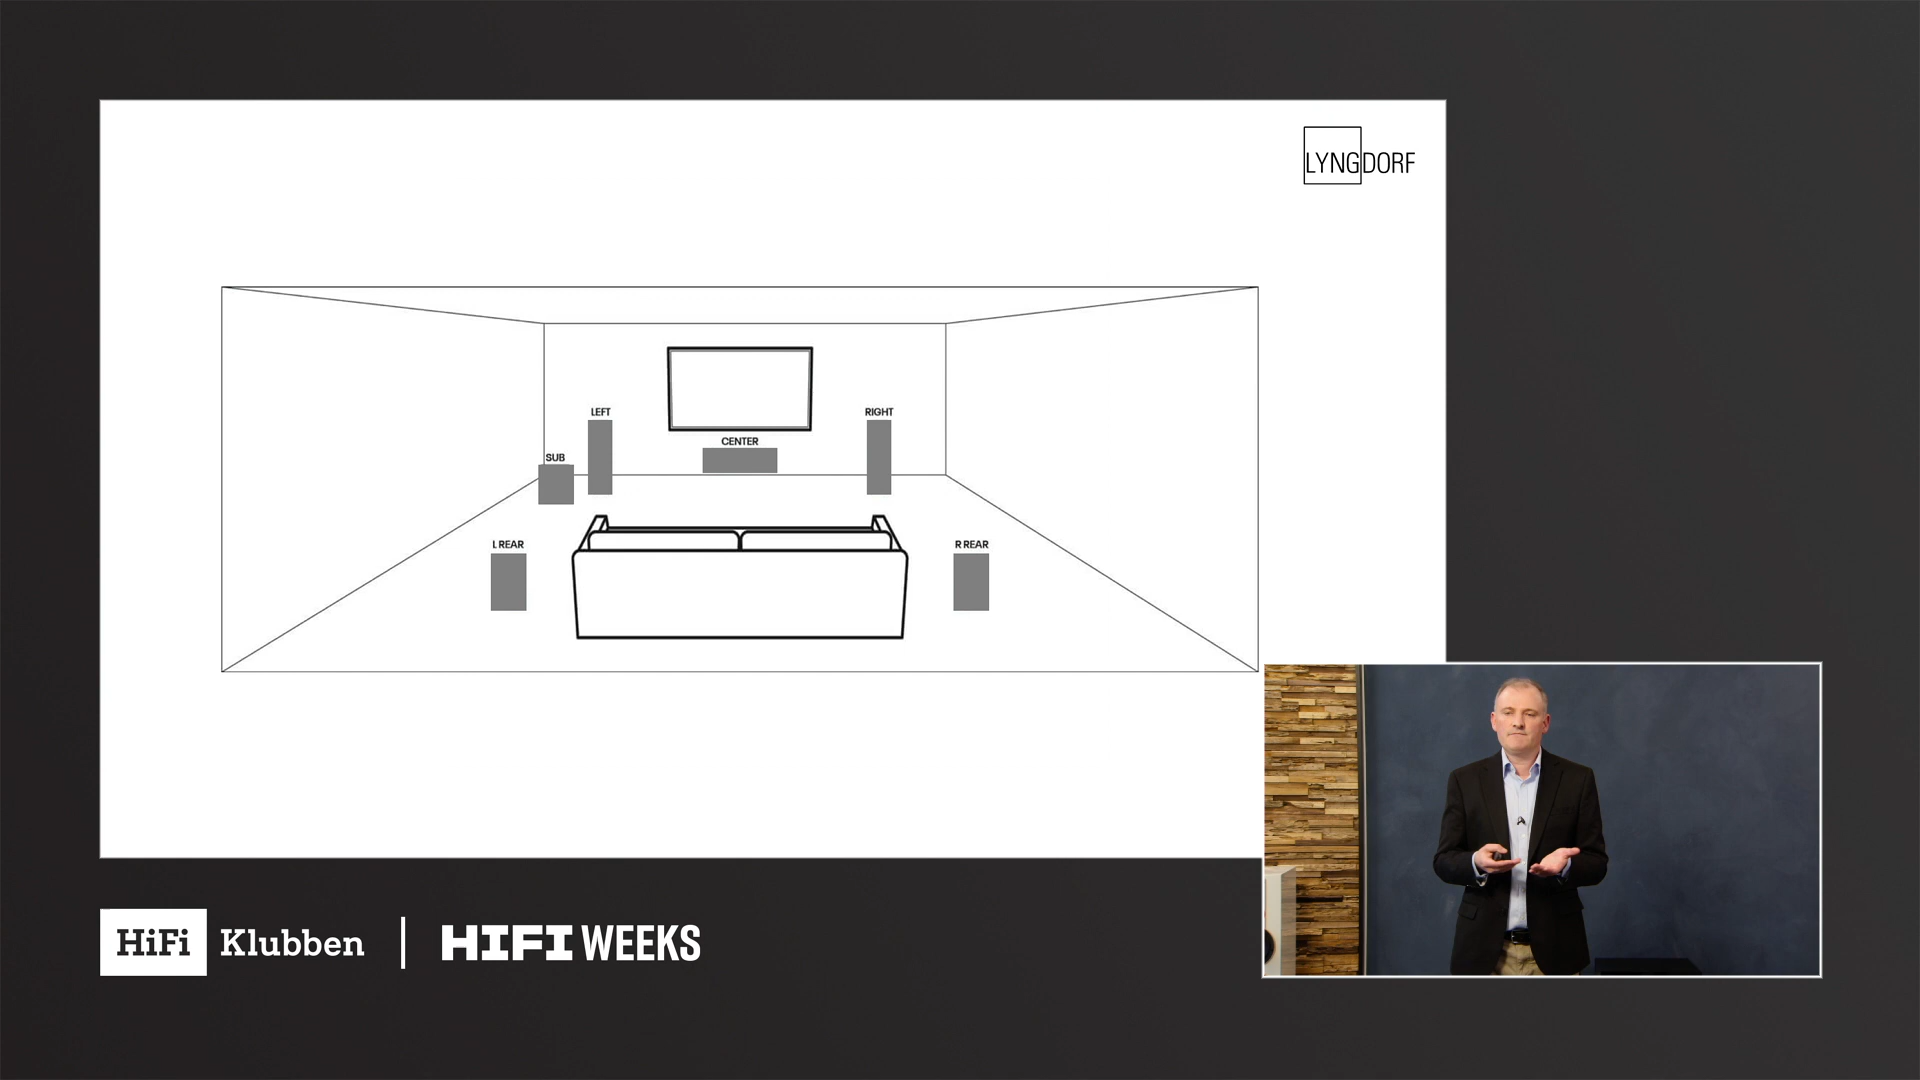 LYNGDORF
LEFT
RIGHT
CENTER
SUB
L REAR
R REAR
HiFi Klubben | HIFI WEEKS